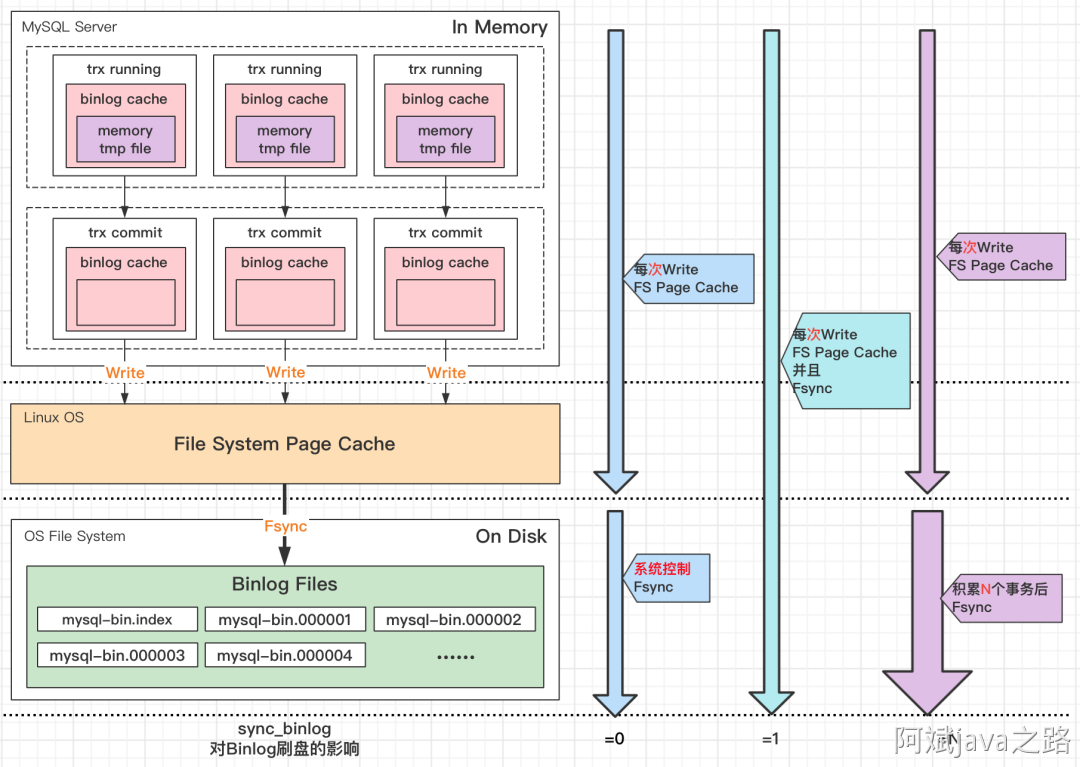 MySQL Server
In Memory
trx running
binlog cache
memory
tmp file
trx running
binlog cache
memory
tmp file
trx running
binlog cache
memory
tmp file
trx commit
binlog cache
trx commit
binlog cache
trx commit
binlog cache
Write
Write
Write
Linux OS
File System Page Cache
Fsync
OS File System
On Disk
Binlog Files
mysql-bin.index
mysql-bin.000001
mysql-bin.000002
mysql-bin.000003
mysql-bin.000004
......
sync_binlog
对Binlog刷盘的影响
每次Write
FS Page Cache
系统控制
Fsync
=0
每次Write
FS Page Cache
并且
Fsync
=1
每次Write
FS Page Cache
积累N个事务后
Fsync
=N
阿斌java之路